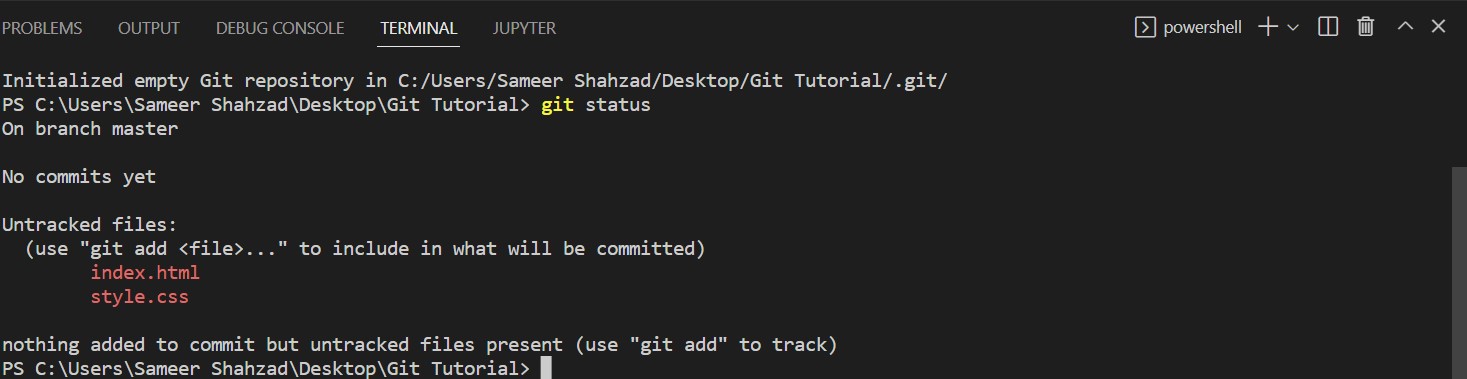 PROBLEMS OUTPUT DEBUG CONSOLE TERMINAL JUPYTER powershell
Initialized empty Git repository in C:/Users/Sameer Shahzad/Desktop/Git Tutorial/.git/
PS C:\Users\Sameer Shahzad\Desktop\Git Tutorial> git status
On branch master
No commits yet
Untracked files:
(use "git add <file>..." to include in what will be committed)
index.html
style.css
nothing added to commit but untracked files present (use "git add" to track)
PS C:\Users\Sameer Shahzad\Desktop\Git Tutorial>